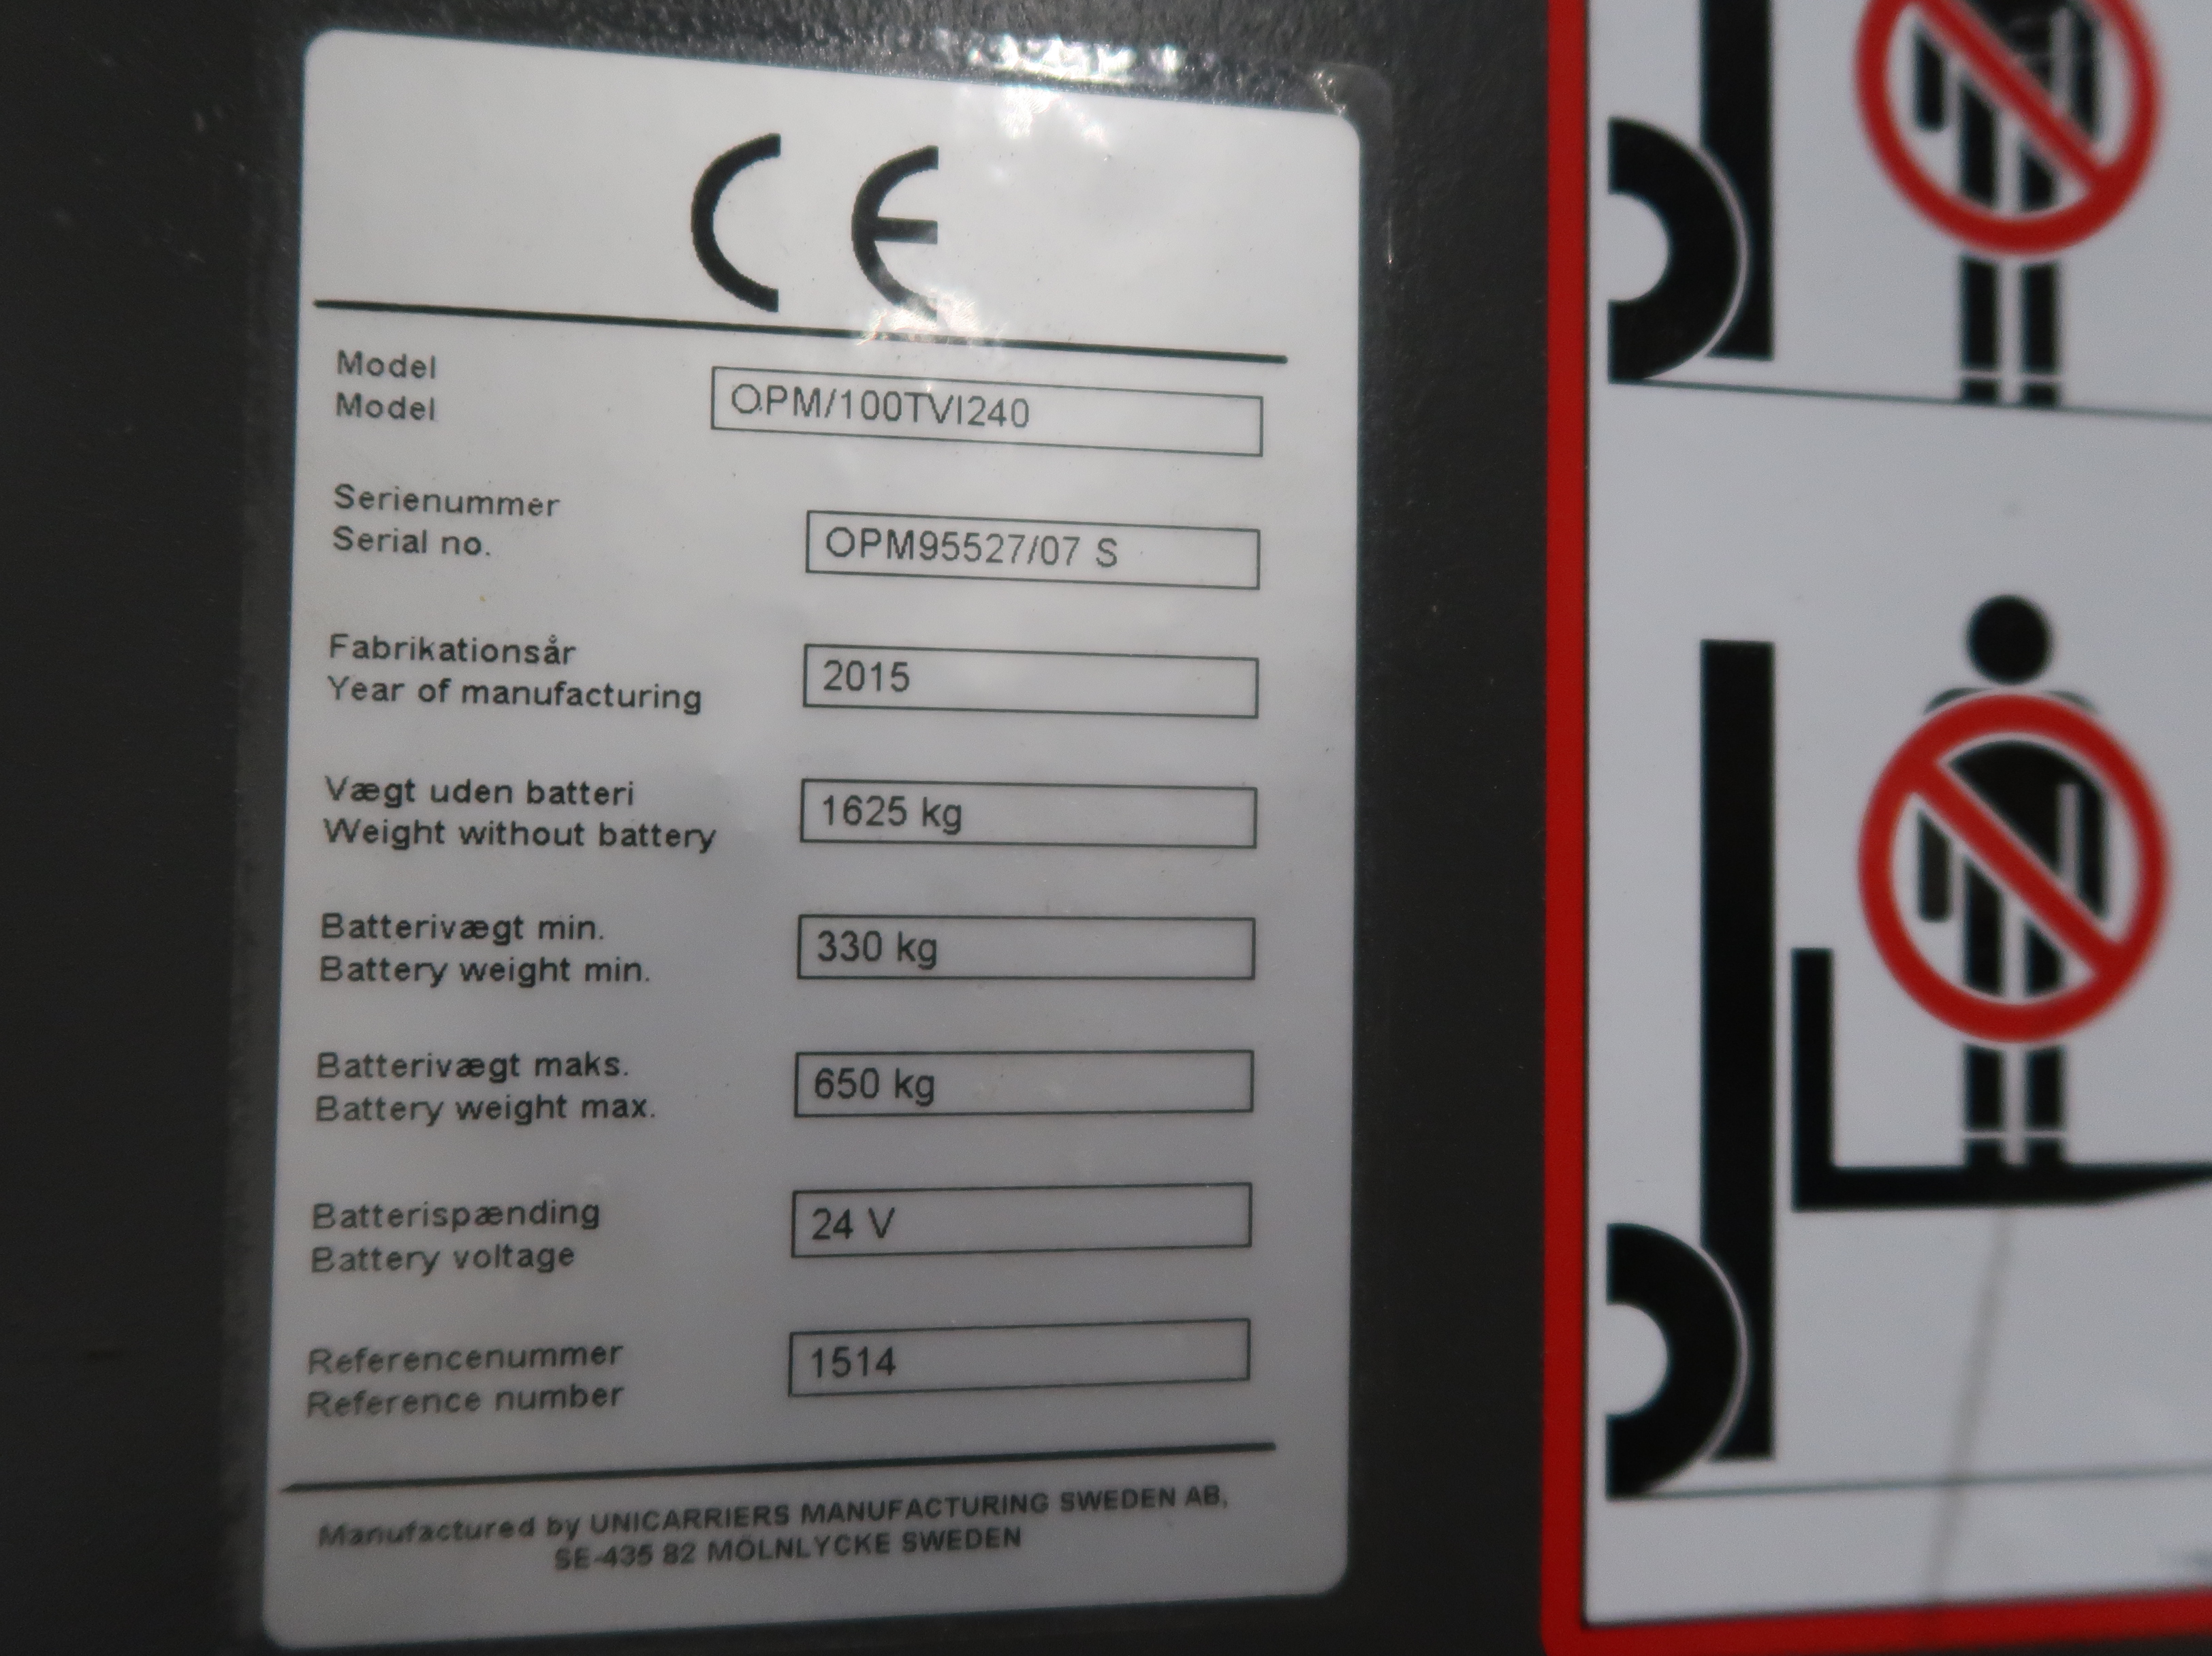 CE
Model
Model
OPM/100TVI240
Serienummer
Serial no.
OPM95527/07 S
Fabrikationsår
Year of manufacturing
2015
Vægt uden batteri
Weight without battery
1625 kg
Batterivægt min.
Battery weight min.
330 kg
Batterivægt maks.
Battery weight max.
650 kg
Batterispænding
Battery voltage
24 V
Referencenummer
Reference number
1514
Manufactured by UNICARRIERS MANUFACTURING SWEDEN AB,
SE-435 82 MÖLNLYCKE SWEDEN